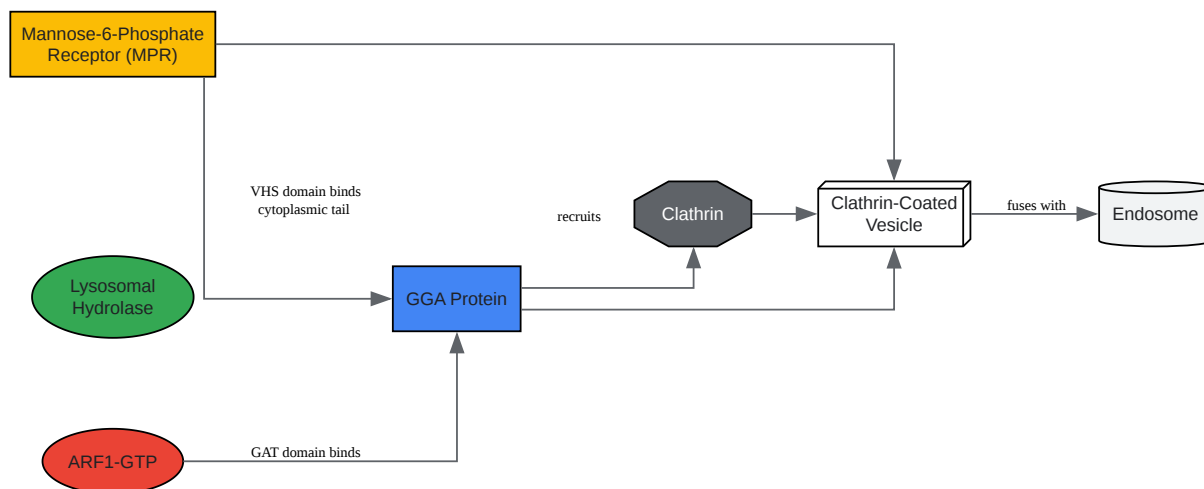 Mannose-6-Phosphate
Receptor (MPR)
VHS domain binds
cytoplasmic tail
recruits
Clathrin
Clathrin-Coated
Vesicle
fuses with
Endosome
Lysosomal
Hydrolase
GGA Protein
ARF1-GTP
GAT domain binds